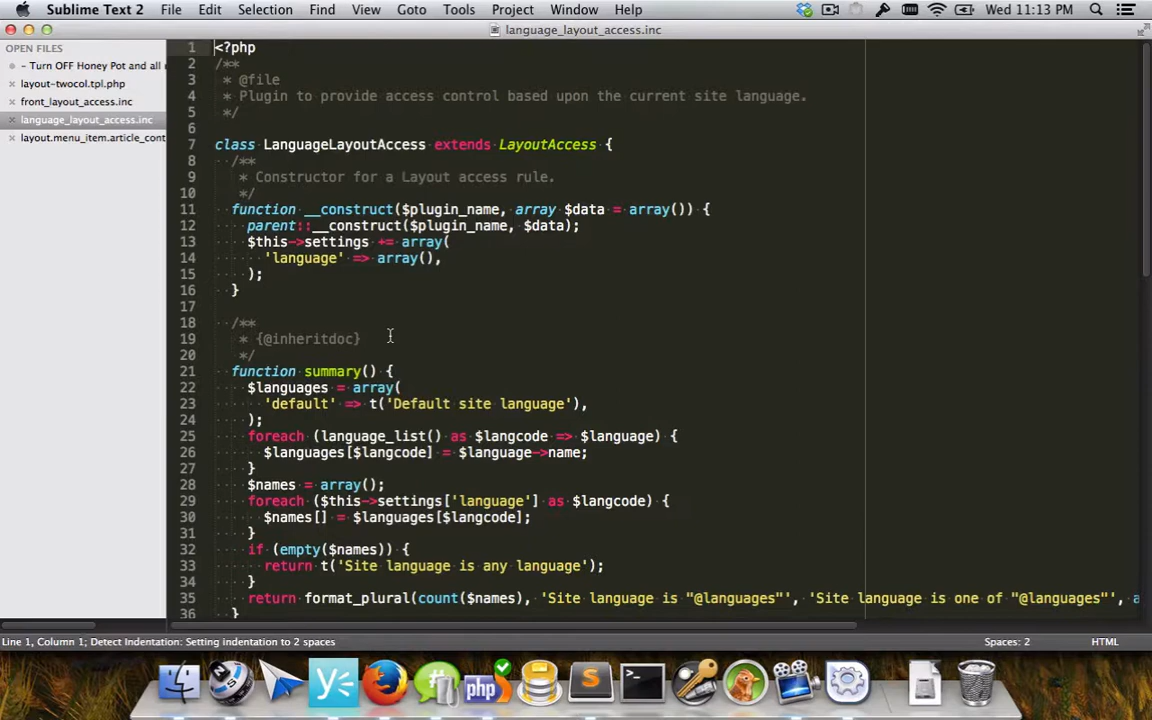 Sublime Text 2 File Edit Selection Find View Goto Tools Project Window Help Wed 11:13 PM
language_layout_access.inc
OPEN FILES
- Turn OFF Honey Pot and all
layout-twocol.tpl.php
front_layout_access.inc
language_layout_access.inc
layout.menu_item.article_cont
1 <?php
2 /**
3  * @file
4  * Plugin to provide access control based upon the current site language.
5  */
6
7 class LanguageLayoutAccess extends LayoutAccess {
8   /**
9    * Constructor for a Layout access rule.
10    */
11   function __construct($plugin_name, array $data = array()) {
12     parent::__construct($plugin_name, $data);
13     $this->settings += array(
14       'language' => array(),
15     );
16   }
17
18   /**
19    * {@inheritdoc}
20    */
21   function summary() {
22     $languages = array(
23       'default' => t('Default site language'),
24     );
25     foreach (language_list() as $langcode => $language) {
26       $languages[$langcode] = $language->name;
27     }
28     $names = array();
29     foreach ($this->settings['language'] as $langcode) {
30       $names[] = $languages[$langcode];
31     }
32     if (empty($names)) {
33       return t('Site language is any language');
34     }
35     return format_plural(count($names), 'Site language is "@languages"', 'Site language is one of "@languages"', a
36   }
Line 1, Column 1; Detect Indentation: Setting indentation to 2 spaces Spaces: 2 HTML
php